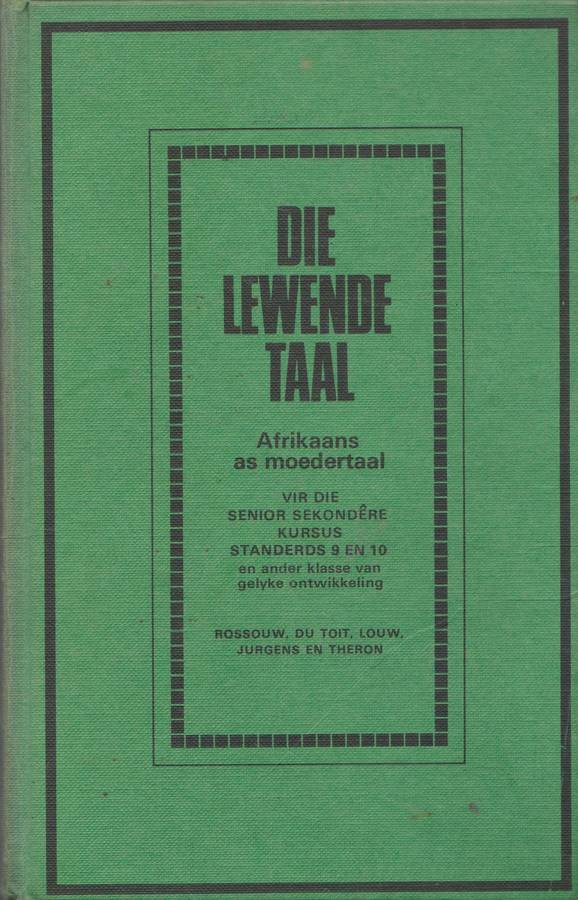 DIE
LEWENDE
TAAL
Afrikaans
as moedertaal
VIR DIE
SENIOR SEKONDÊRE
KURSUS
STANDERDS 9 EN 10
en ander klasse van
gelyke ontwikkeling
ROSSOUW, DU TOIT, LOUW,
JURGENS EN THERON